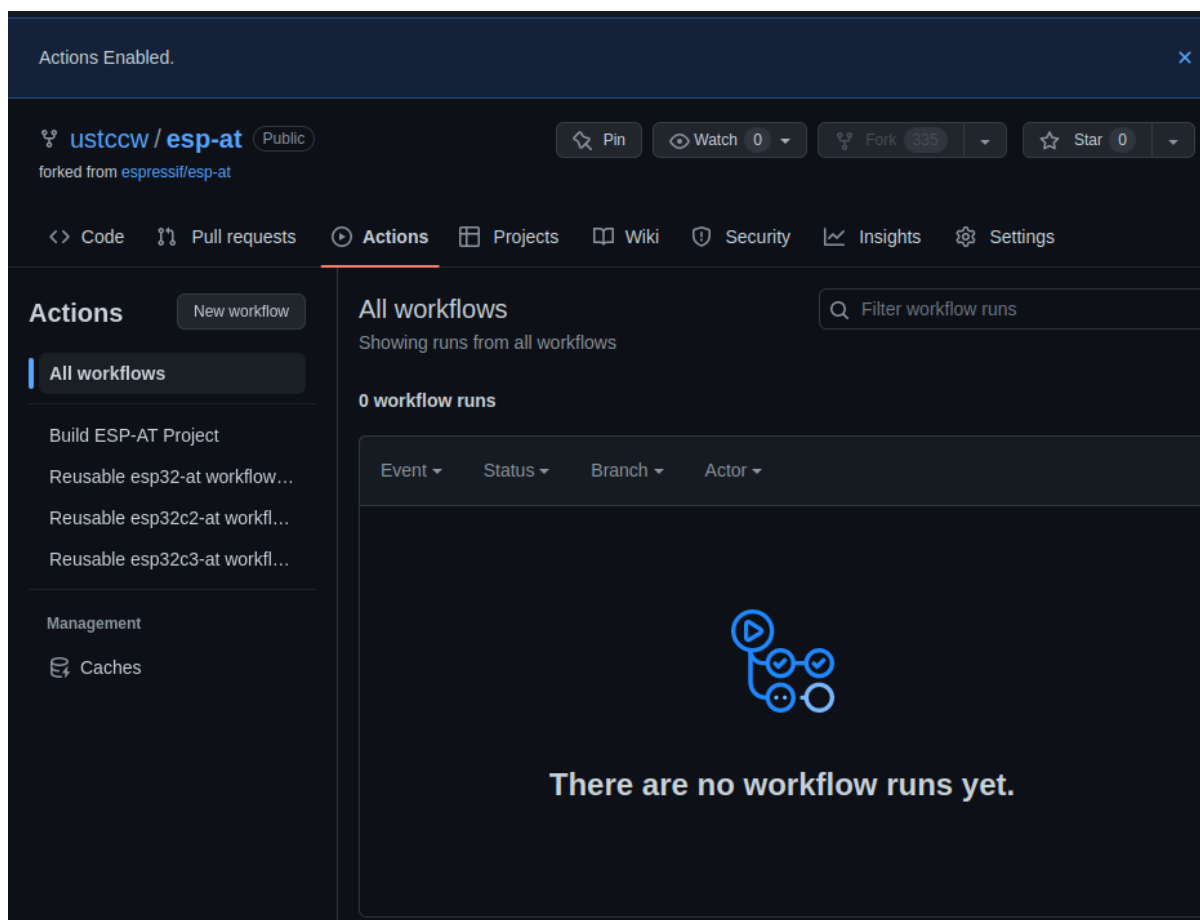 Actions Enabled.
ustccw / esp-at Public
Pin
Watch 0
Fork 335
Star 0
forked from espressif/esp-at
Code
Pull requests
Actions
Projects
Wiki
Security
Insights
Settings
Actions
New workflow
All workflows
Build ESP-AT Project
Reusable esp32-at workflow…
Reusable esp32c2-at workfl…
Reusable esp32c3-at workfl…
Management
Caches
All workflows
Showing runs from all workflows
Filter workflow runs
0 workflow runs
Event
Status
Branch
Actor
There are no workflow runs yet.